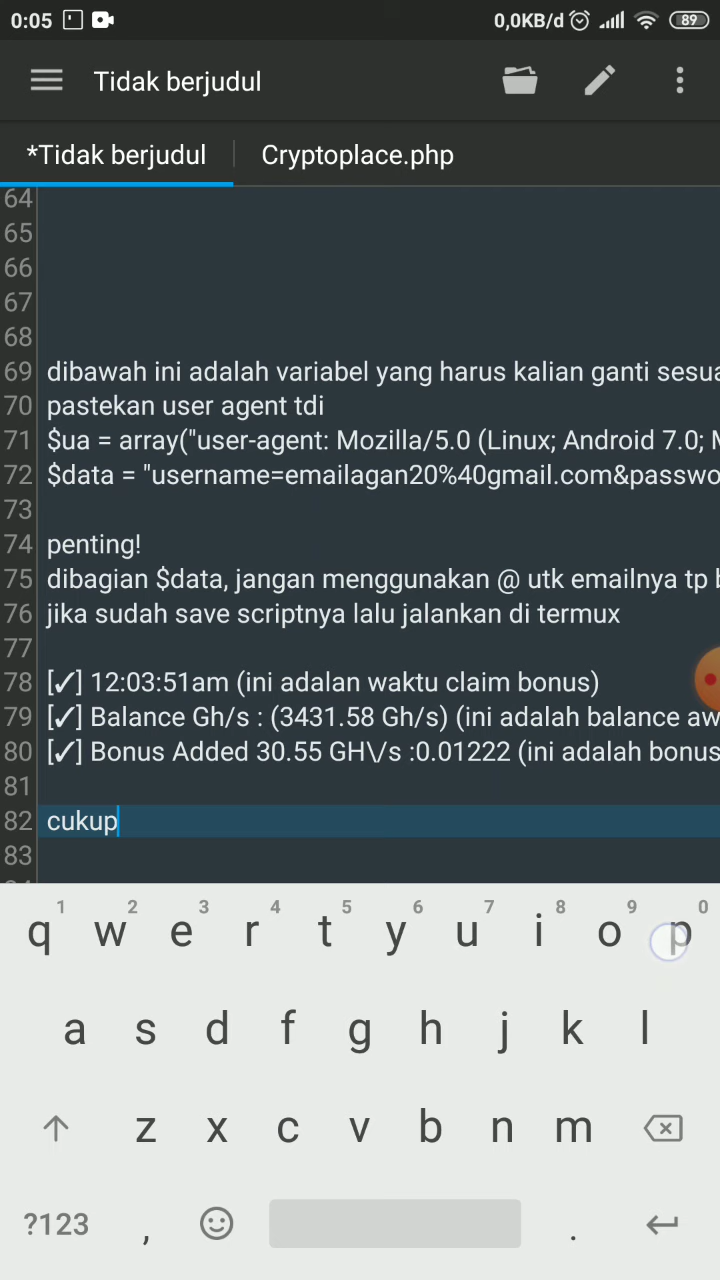 0:05 0,0KB/d 89
Tidak berjudul
*Tidak berjudul Cryptoplace.php
64
65
66
67
68
69 dibawah ini adalah variabel yang harus kalian ganti sesua
70 pastekan user agent tdi
71 $ua = array("user-agent: Mozilla/5.0 (Linux; Android 7.0; M
72 $data = "username=emailagan20%40gmail.com&passwo
73
74 penting!
75 dibagian $data, jangan menggunakan @ utk emailnya tp b
76 jika sudah save scriptnya lalu jalankan di termux
77
78 [✓] 12:03:51am (ini adalan waktu claim bonus)
79 [✓] Balance Gh/s : (3431.58 Gh/s) (ini adalah balance aw
80 [✓] Bonus Added 30.55 GH\/s :0.01222 (ini adalah bonus
81
82 cukup
83
1 2 3 4 5 6 7 8 9 0
q w e r t y u i o p
a s d f g h j k l
z x c v b n m
?123 , .